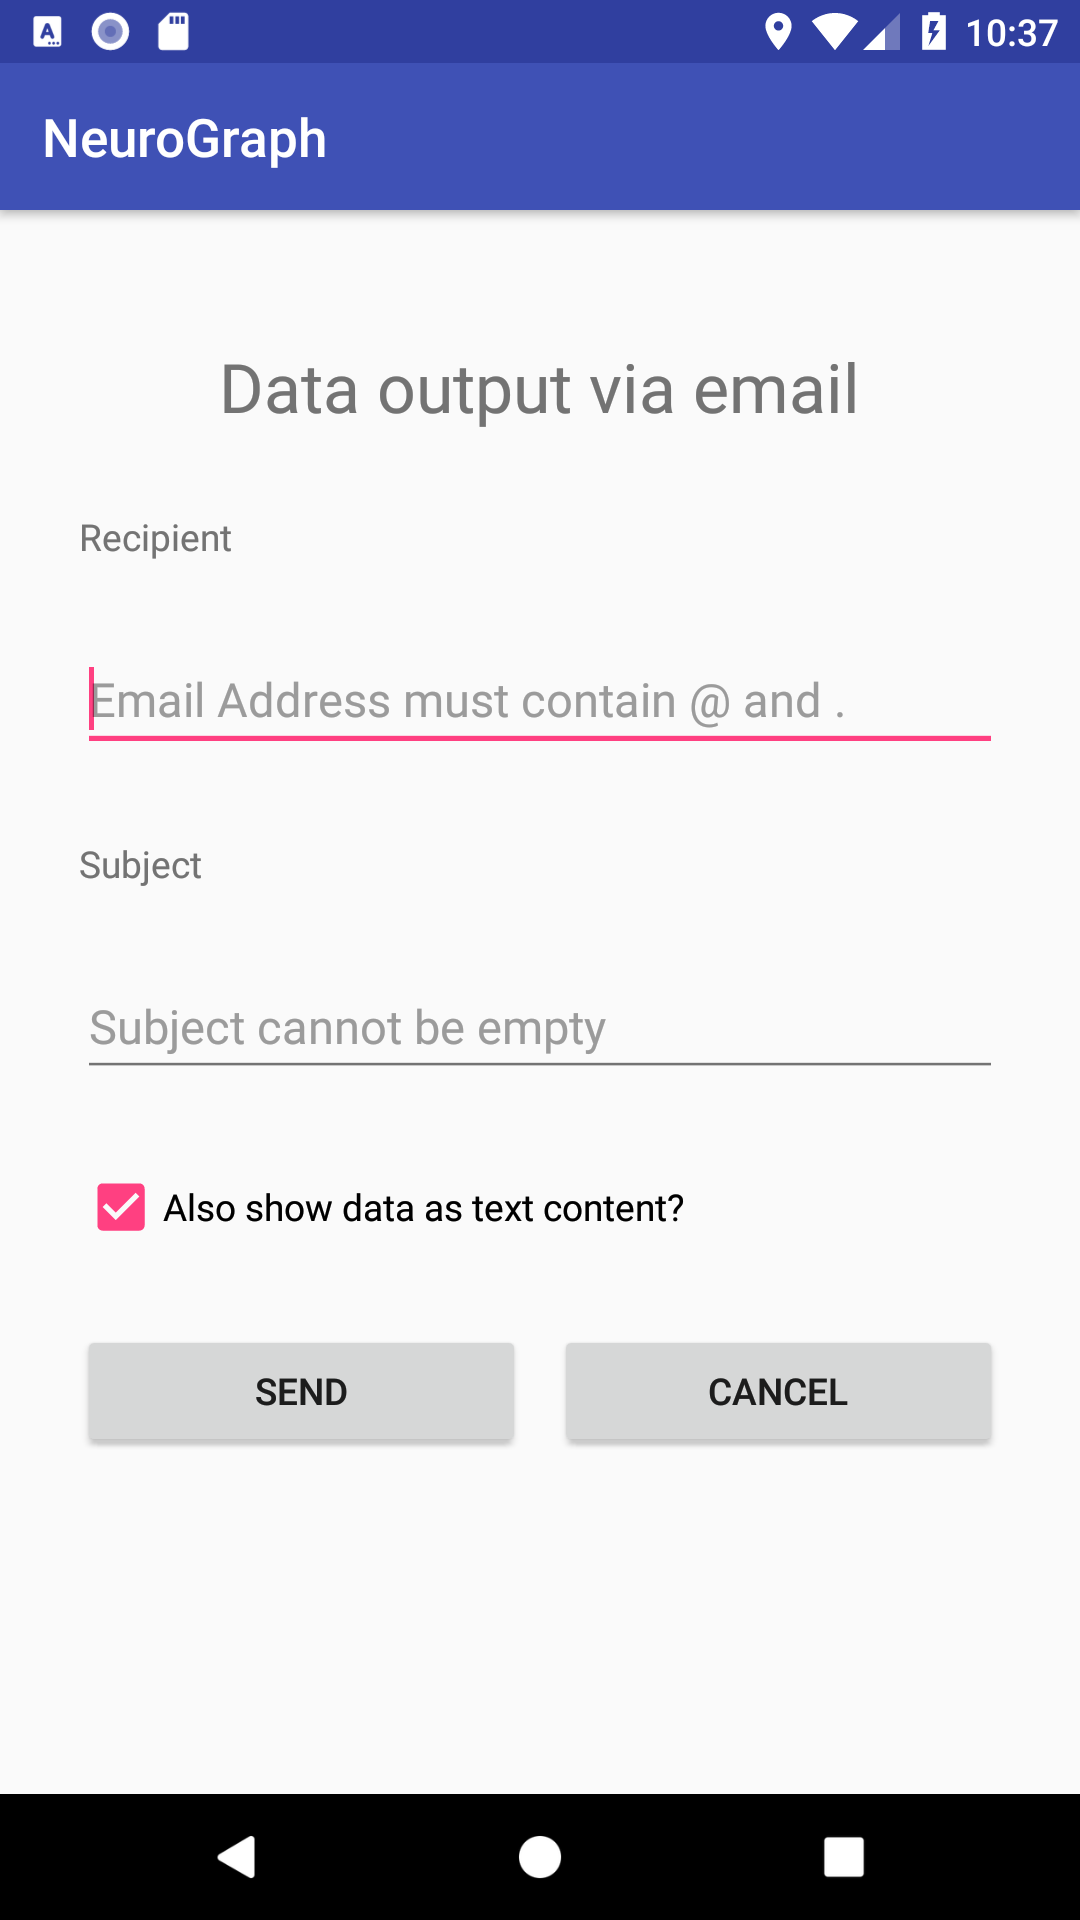 10:37
NeuroGraph
Data output via email
Recipient
Email Address must contain @ and .
Subject
Subject cannot be empty
Also show data as text content?
SEND CANCEL